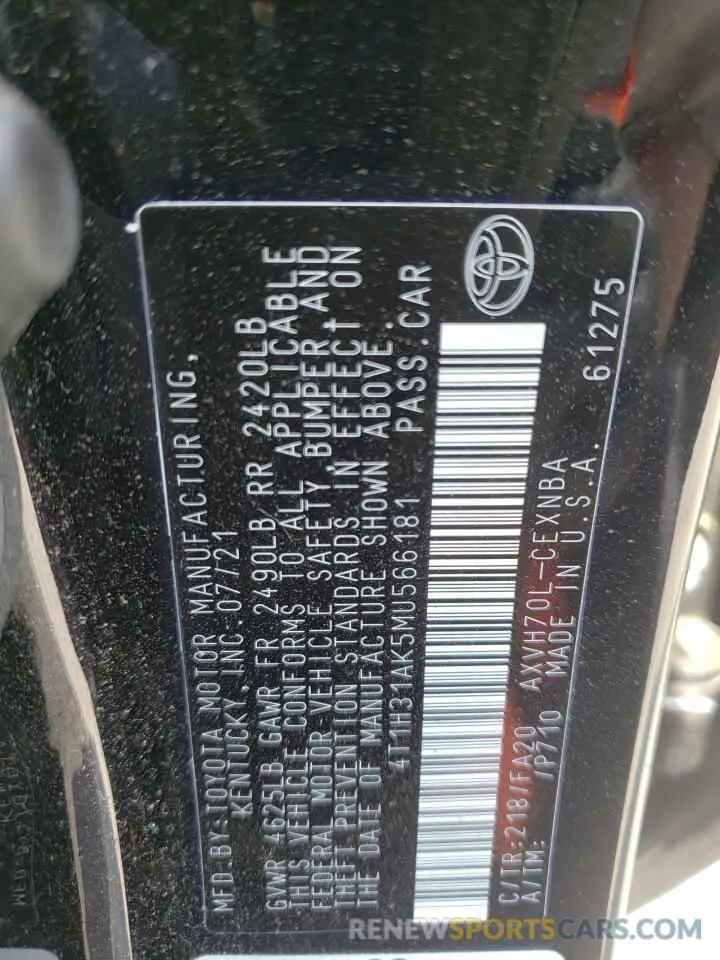 MFD.BY:TOYOTA MOTOR MANUFACTURING,
KENTUCKY, INC. 07/21
GVWR 4625LB GAWR FR 2490LB RR 2420LB
THIS VEHICLE CONFORMS TO ALL APPLICABLE
FEDERAL MOTOR VEHICLE SAFETY, BUMPER, AND
THEFT PREVENTION STANDARDS IN EFFECT ON
THE DATE OF MANUFACTURE SHOWN ABOVE.
4T1H31AK5MU566181 PASS.CAR
C/TR:218/FA20 AXVH70L-CEXNBA
A/TM: /P710 MADE IN U.S.A. 61275
RENEWSPORTSCARS.COM